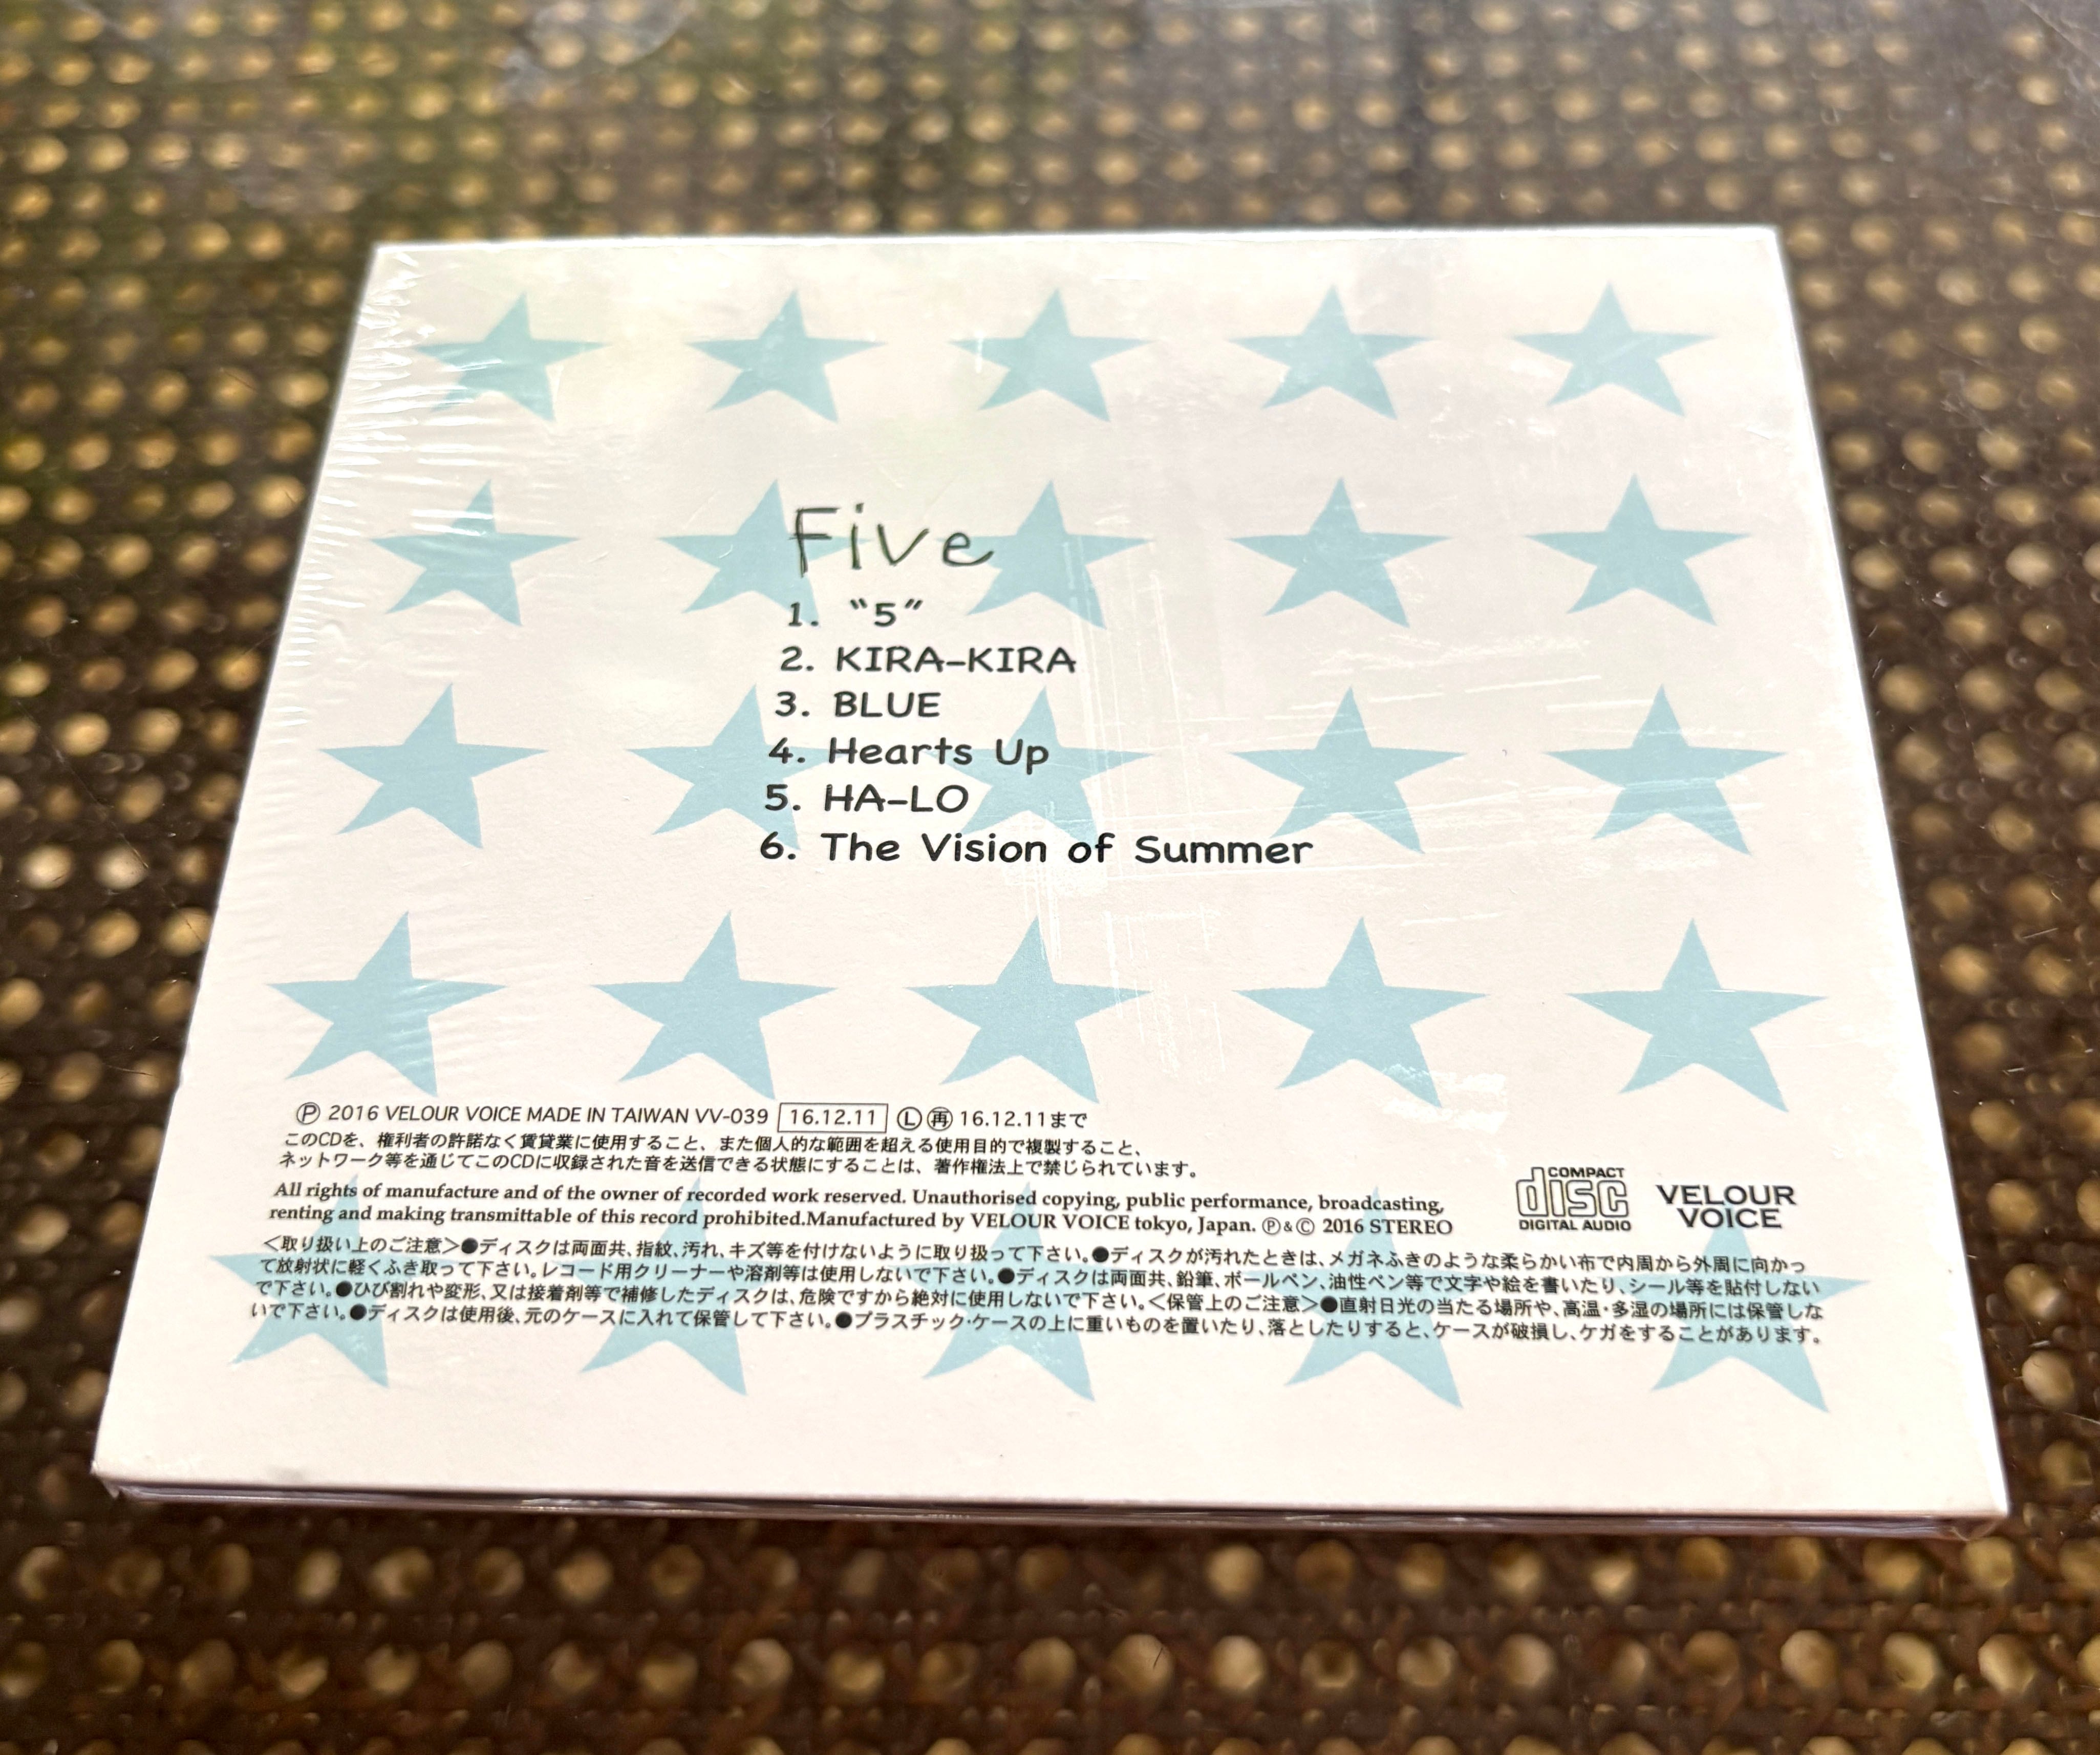 Five
1. "5"
2. KIRA-KIRA
3. BLUE
4. Hearts Up
5. HA-LO
6. The Vision of Summer
Ⓟ 2016 VELOUR VOICE MADE IN TAIWAN VV-039 16.12.11 Ⓛ㊢ 16.12.11まで
このCDを、権利者の許諾なく賃貸業に使用すること、また個人的な範囲を超える使用目的で複製すること、
ネットワーク等を通じてこのCDに収録された音を送信できる状態にすることは、著作権法上で禁じられています。
All rights of manufacture and of the owner of recorded work reserved. Unauthorised copying, public performance, broadcasting,
renting and making transmittable of this record prohibited.Manufactured by VELOUR VOICE tokyo, Japan. Ⓟ&Ⓒ 2016 STEREO
COMPACT
disc
DIGITAL AUDIO
VELOUR
VOICE
<取り扱い上のご注意>●ディスクは両面共、指紋、汚れ、キズ等を付けないように取り扱って下さい。●ディスクが汚れたときは、メガネふきのような柔らかい布で内周から外周に向かっ
て放射状に軽くふき取って下さい。レコード用クリーナーや溶剤等は使用しないで下さい。●ディスクは両面共、鉛筆、ボールペン、油性ペン等で文字や絵を書いたり、シール等を貼付しない
で下さい。●ひび割れや変形、又は接着剤等で補修したディスクは、危険ですから絶対に使用しないで下さい。<保管上のご注意>●直射日光の当たる場所や、高温・多湿の場所には保管しな
いで下さい。●ディスクは使用後、元のケースに入れて保管して下さい。●プラスチック・ケースの上に重いものを置いたり、落としたりすると、ケースが破損し、ケガをすることがあります。